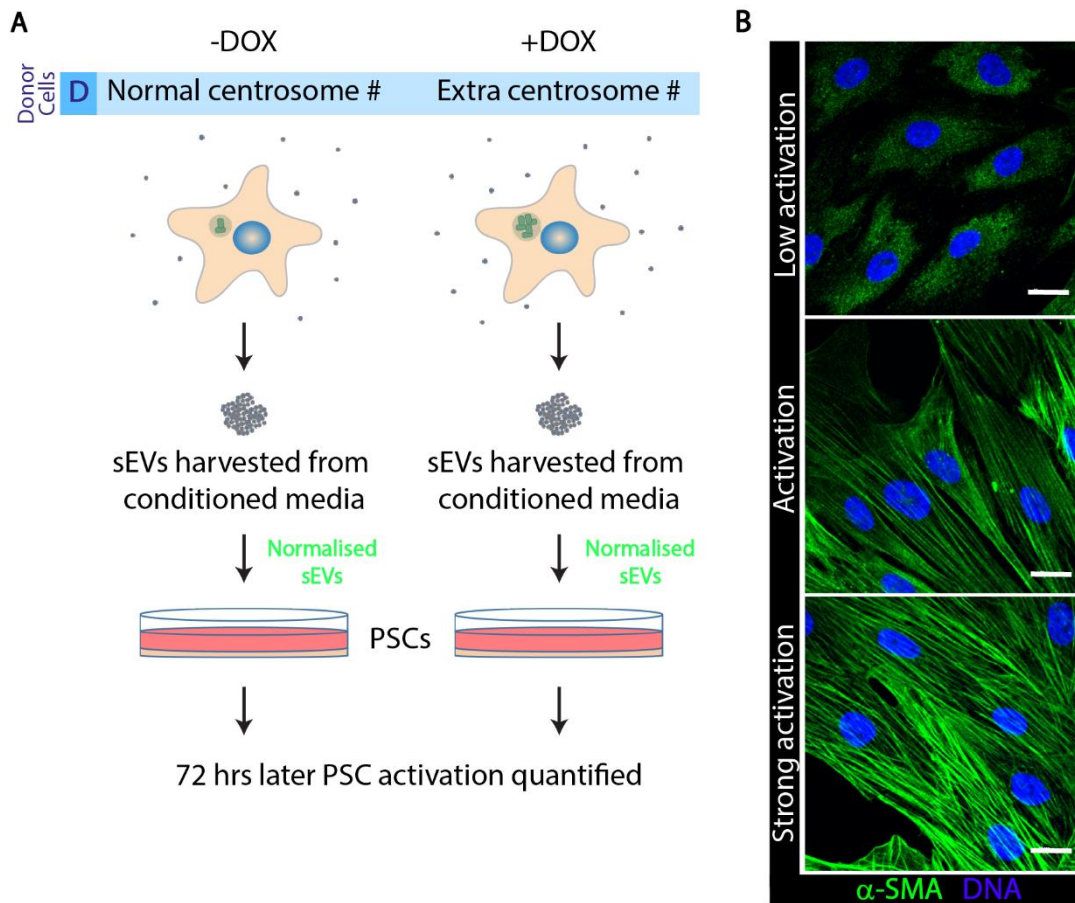 A
-DOX
+DOX
Donor
Cells
D
Normal centrosome #
Extra centrosome #
sEVs harvested from
conditioned media
sEVs harvested from
conditioned media
Normalised
sEVs
Normalised
sEVs
PSCs
72 hrs later PSC activation quantified
B
Low activation
Activation
Strong activation
α-SMA DNA